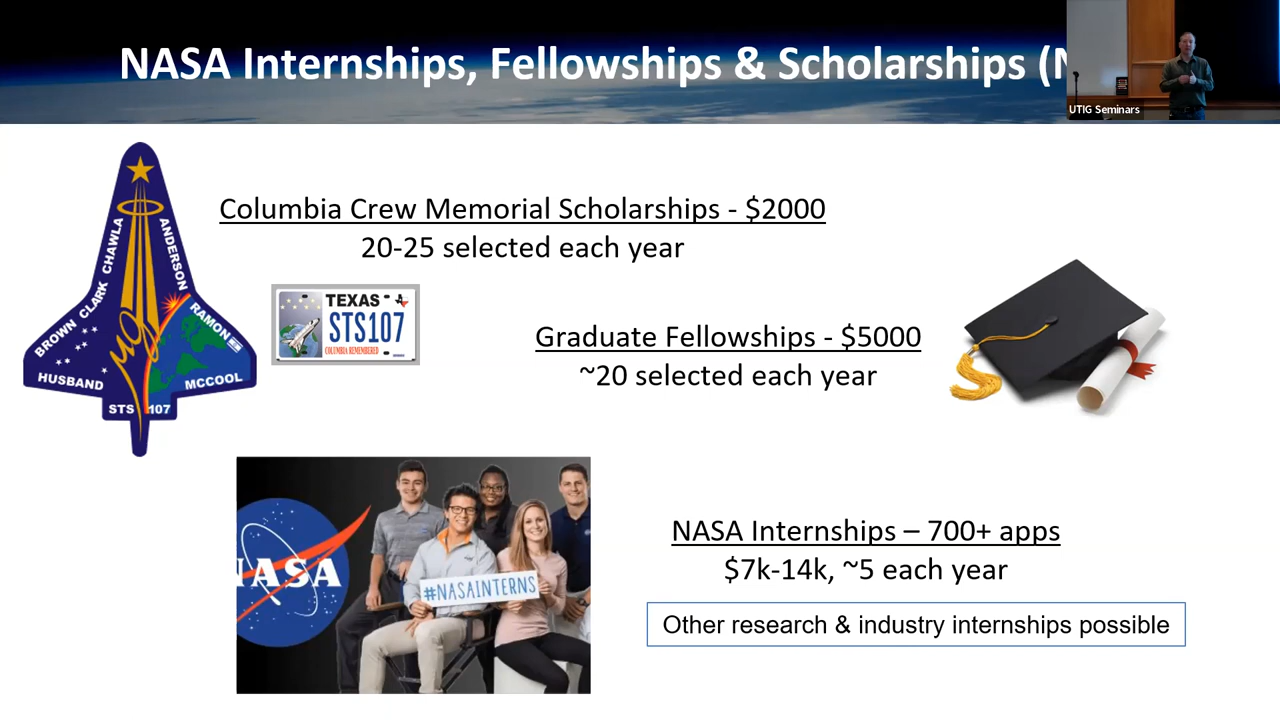 NASA Internships, Fellowships & Scholarships (N
UTIG Seminars
Columbia Crew Memorial Scholarships - $2000
20-25 selected each year
BROWN CLARK CHAWLA
ANDERSON
RAMON
HUSBAND
MCCOOL
STS 107
TEXAS
STS107
COLUMBIA REMEMBERED
Graduate Fellowships - $5000
~20 selected each year
NASA
#NASAINTERNS
NASA Internships – 700+ apps
$7k-14k, ~5 each year
Other research & industry internships possible